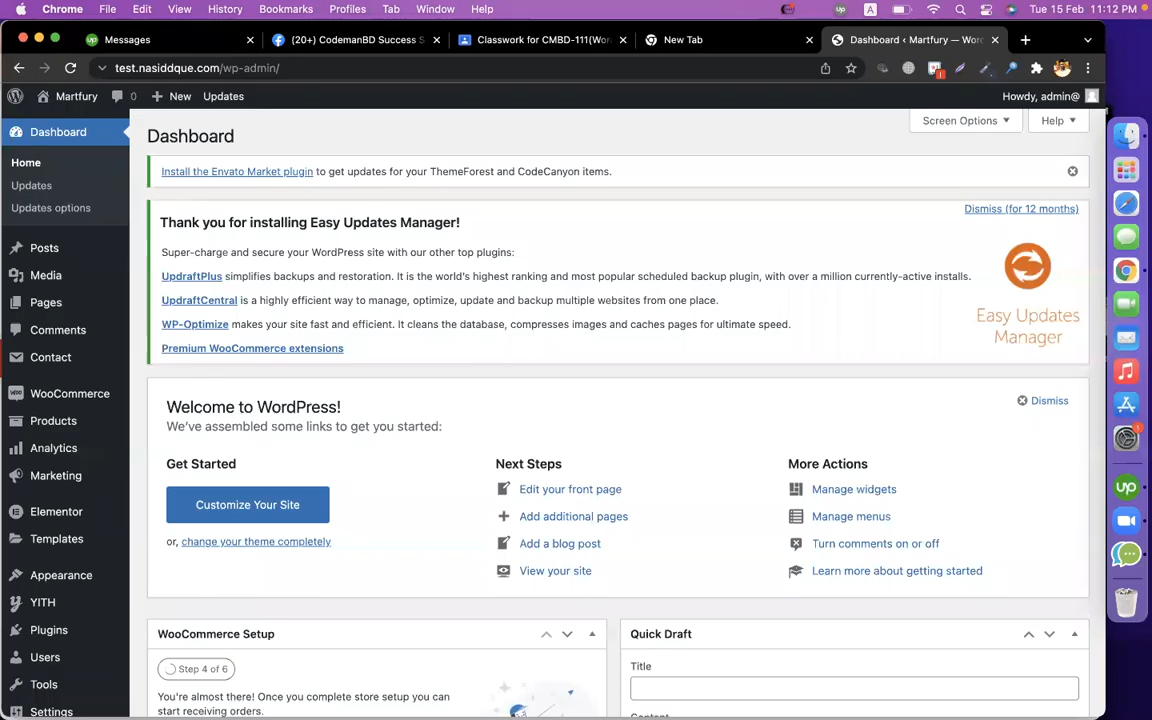 Chrome File Edit View History Bookmarks Profiles Tab Window Help A Tue 15 Feb 11:12 PM
Messages (20+) CodemanBD Success S Classwork for CMBD-111(Wor New Tab Dashboard ‹ Martfury — Wor
test.nasiddque.com/wp-admin/
Martfury 0 New Updates Howdy, admin@
Dashboard
Home
Updates
Updates options
Posts
Media
Pages
Comments
Contact
WooCommerce
Products
Analytics
Marketing
Elementor
Templates
Appearance
YITH
Plugins
Users
Tools
Settings
Screen Options Help
Dashboard
Install the Envato Market plugin to get updates for your ThemeForest and CodeCanyon items.
Thank you for installing Easy Updates Manager! Dismiss (for 12 months)
Super-charge and secure your WordPress site with our other top plugins:
UpdraftPlus simplifies backups and restoration. It is the world's highest ranking and most popular scheduled backup plugin, with over a million currently-active installs.
UpdraftCentral is a highly efficient way to manage, optimize, update and backup multiple websites from one place.
WP-Optimize makes your site fast and efficient. It cleans the database, compresses images and caches pages for ultimate speed.
Premium WooCommerce extensions
Easy Updates
Manager
Welcome to WordPress! Dismiss
We've assembled some links to get you started:
Get Started
Customize Your Site
or, change your theme completely
Next Steps
Edit your front page
Add additional pages
Add a blog post
View your site
More Actions
Manage widgets
Manage menus
Turn comments on or off
Learn more about getting started
WooCommerce Setup
Step 4 of 6
You're almost there! Once you complete store setup you can
start receiving orders.
Quick Draft
Title